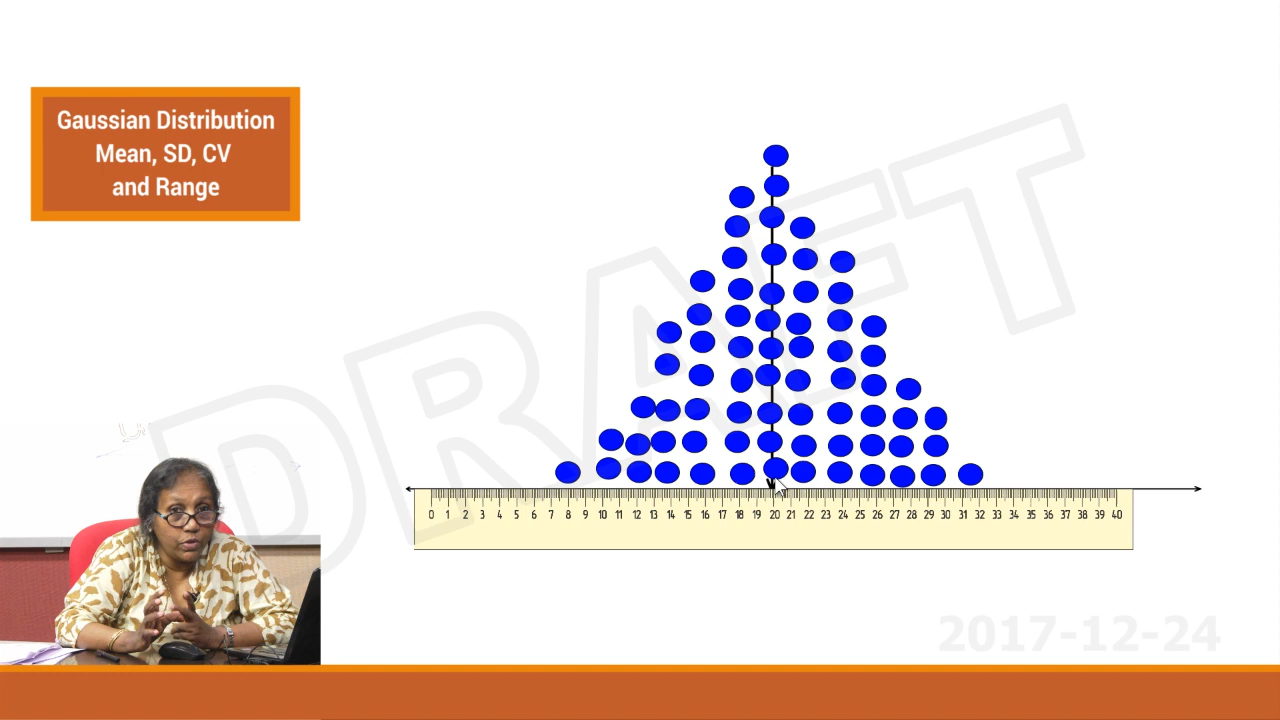 Gaussian Distribution
Mean, SD, CV
and Range
DRAFT
0 1 2 3 4 5 6 7 8 9 10 11 12 13 14 15 16 17 18 19 20 21 22 23 24 25 26 27 28 29 30 31 32 33 34 35 36 37 38 39 40
2017-12-24